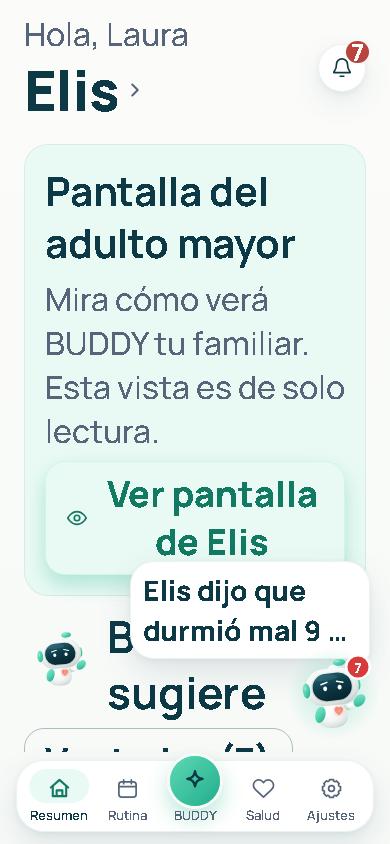 Hola, Laura
Elis
7
Pantalla del
adulto mayor
Mira cómo verá
BUDDY tu familiar.
Esta vista es de solo
lectura.
Ver pantalla
de Elis
Elis dijo que
durmió mal 9 ...
sugiere
7
Resumen
Rutina
BUDDY
Salud
Ajustes